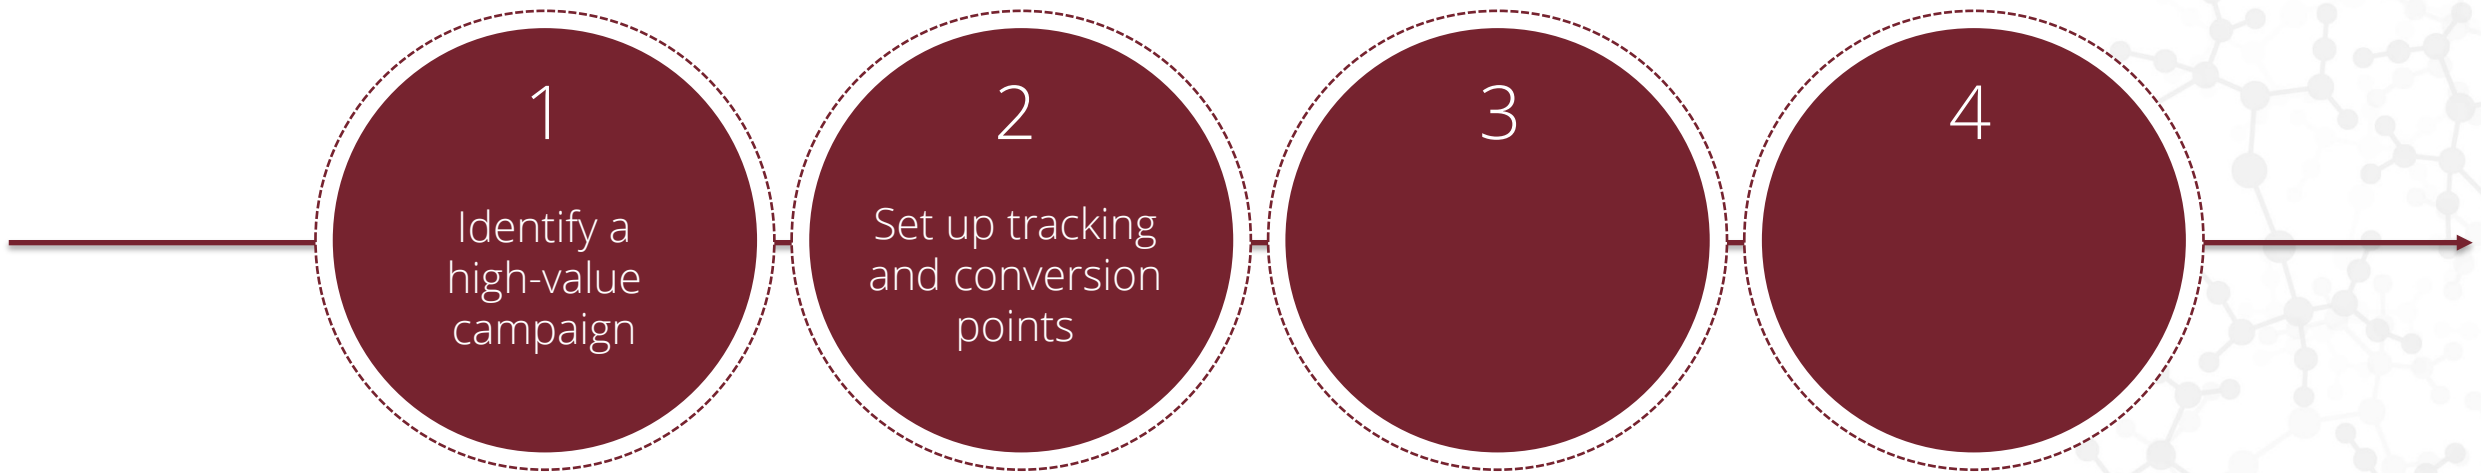 1
Identify a
high-value
campaign
2
Set up tracking
and conversion
points
3
4